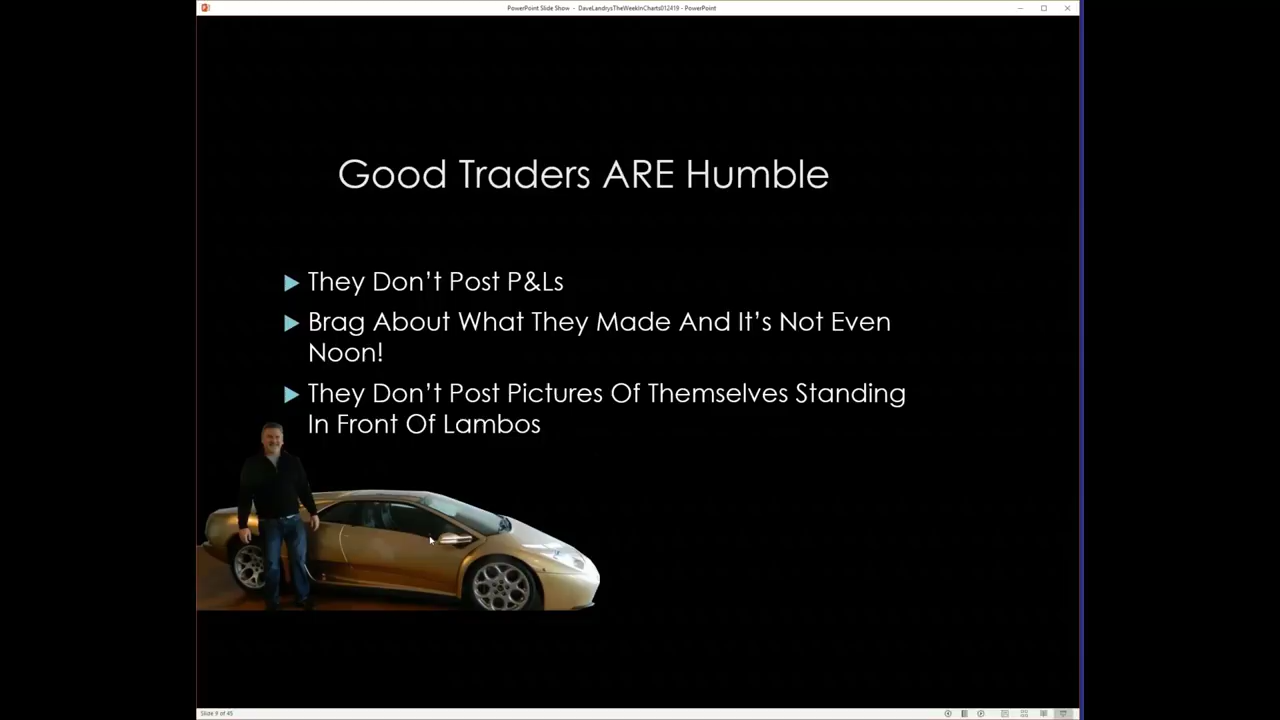 PowerPoint Slide Show - DaveLandrysTheWeekInCharts012419 - PowerPoint
Good Traders ARE Humble
They Don’t Post P&Ls
Brag About What They Made And It’s Not Even
Noon!
They Don’t Post Pictures Of Themselves Standing
In Front Of Lambos
Slide 9 of 45